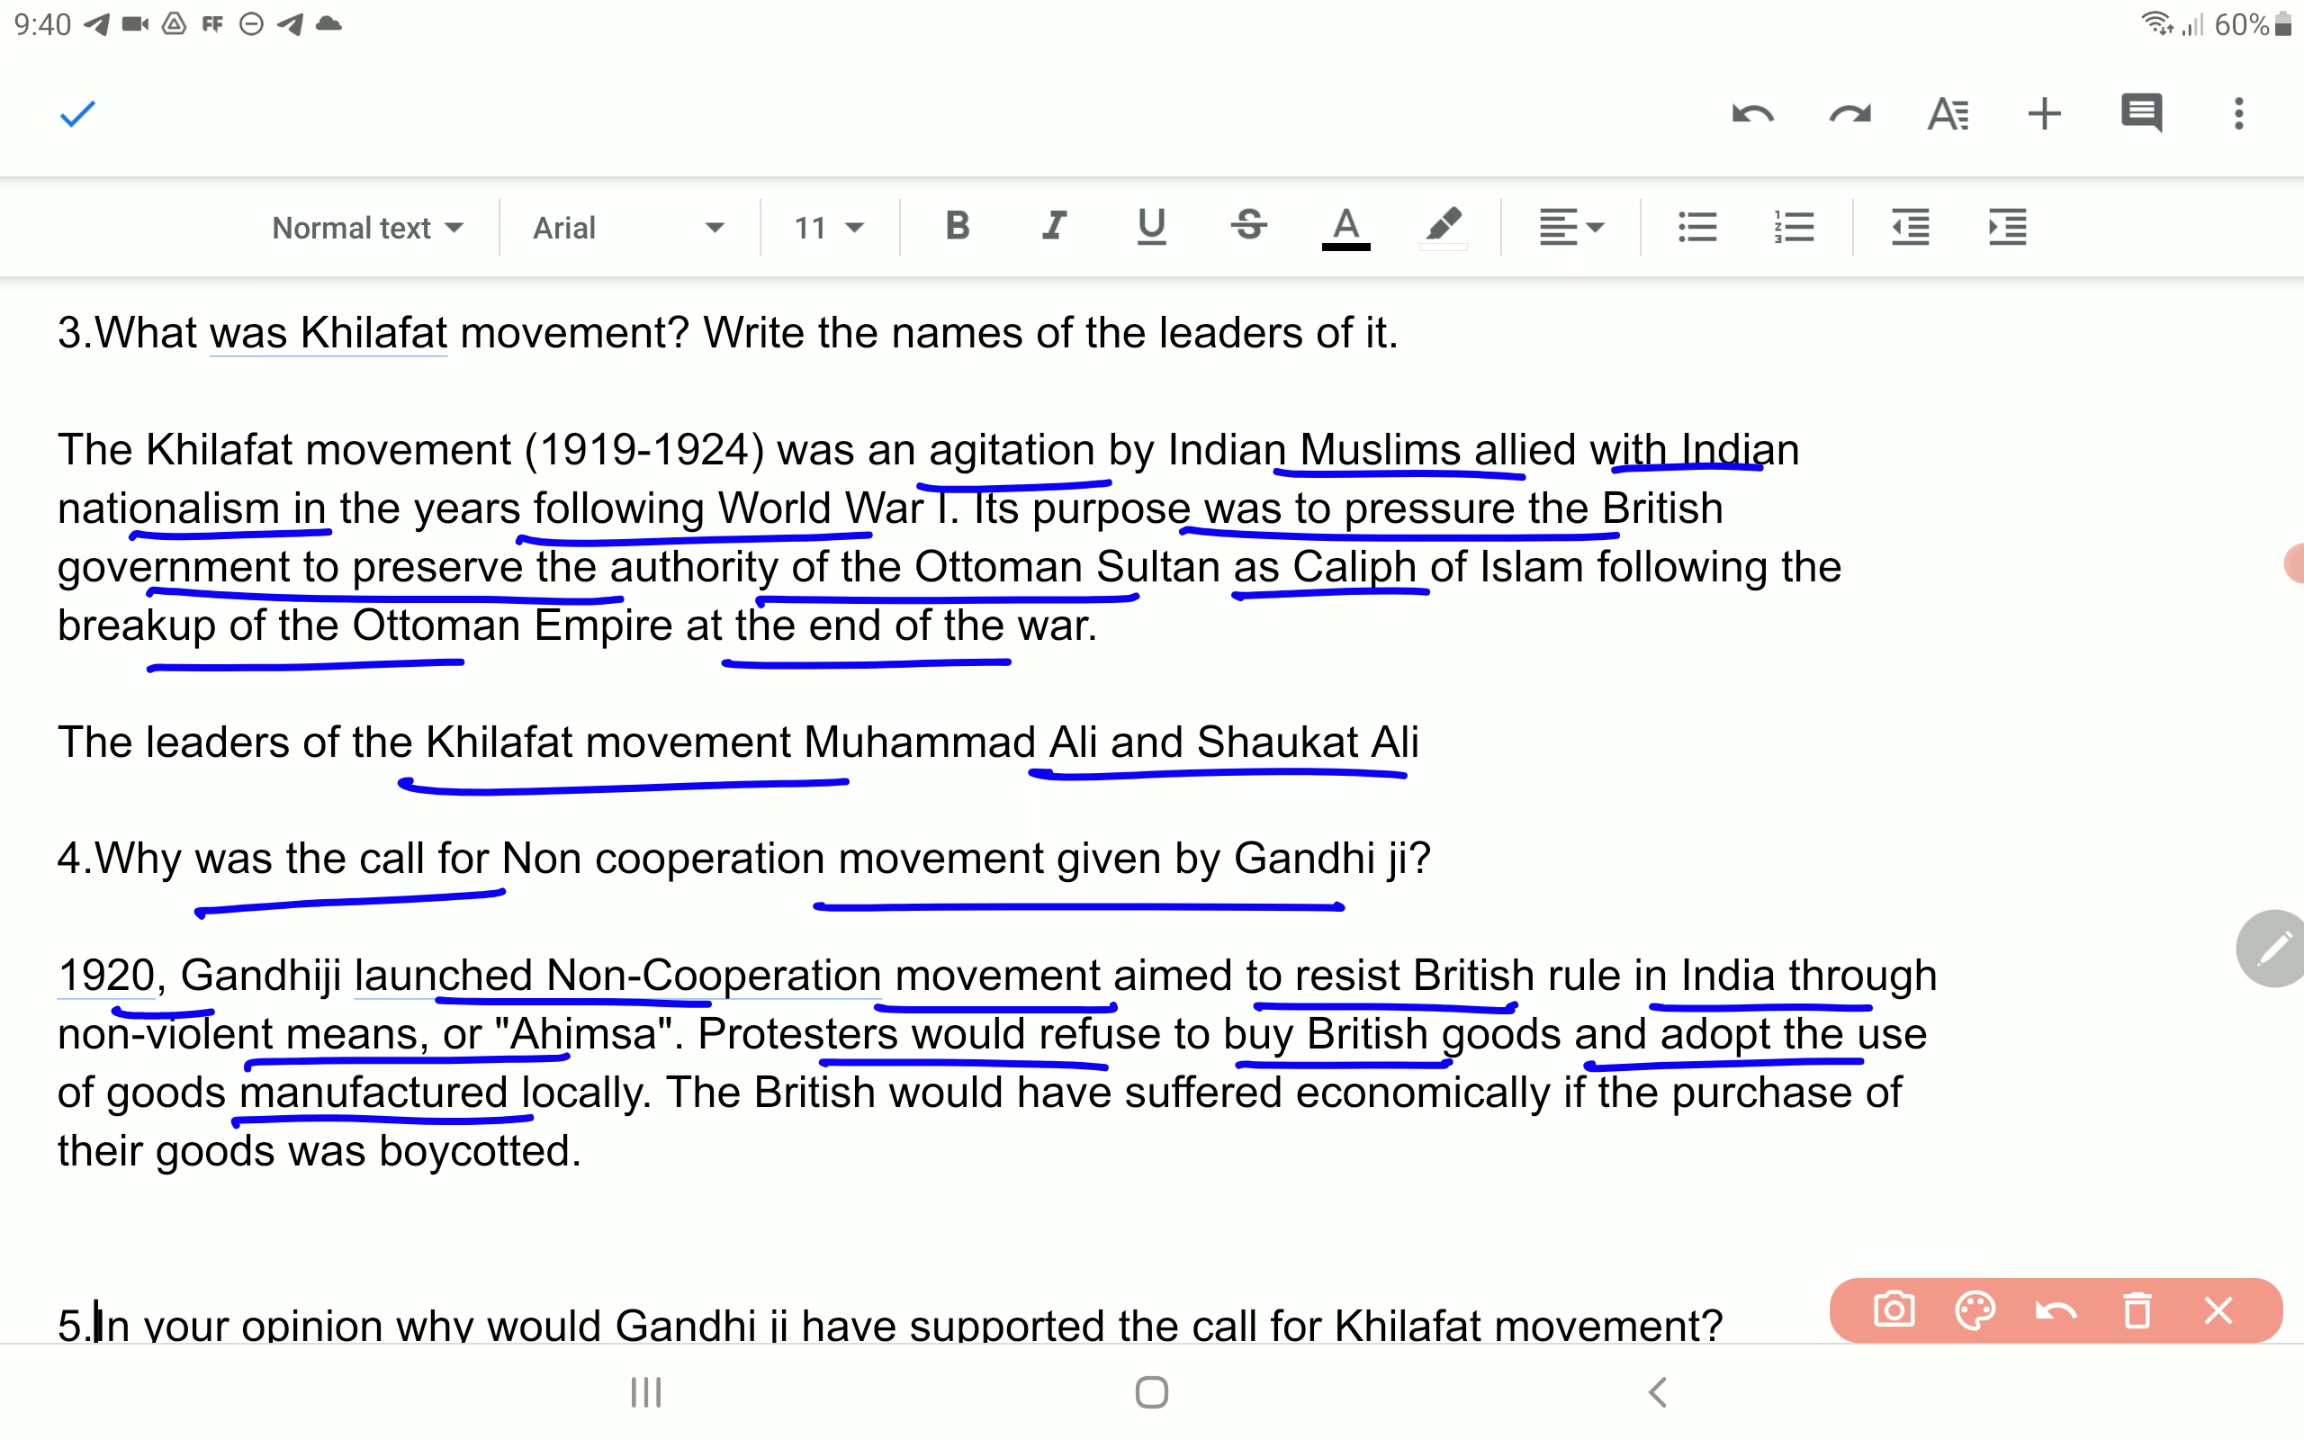 9:40
60%
Normal text
Arial
11
B I U S A
3.What was Khilafat movement? Write the names of the leaders of it.
The Khilafat movement (1919-1924) was an agitation by Indian Muslims allied with Indian
nationalism in the years following World War I. Its purpose was to pressure the British
government to preserve the authority of the Ottoman Sultan as Caliph of Islam following the
breakup of the Ottoman Empire at the end of the war.
The leaders of the Khilafat movement Muhammad Ali and Shaukat Ali
4.Why was the call for Non cooperation movement given by Gandhi ji?
1920, Gandhiji launched Non-Cooperation movement aimed to resist British rule in India through
non-violent means, or "Ahimsa". Protesters would refuse to buy British goods and adopt the use
of goods manufactured locally. The British would have suffered economically if the purchase of
their goods was boycotted.
5.In your opinion why would Gandhi ji have supported the call for Khilafat movement?